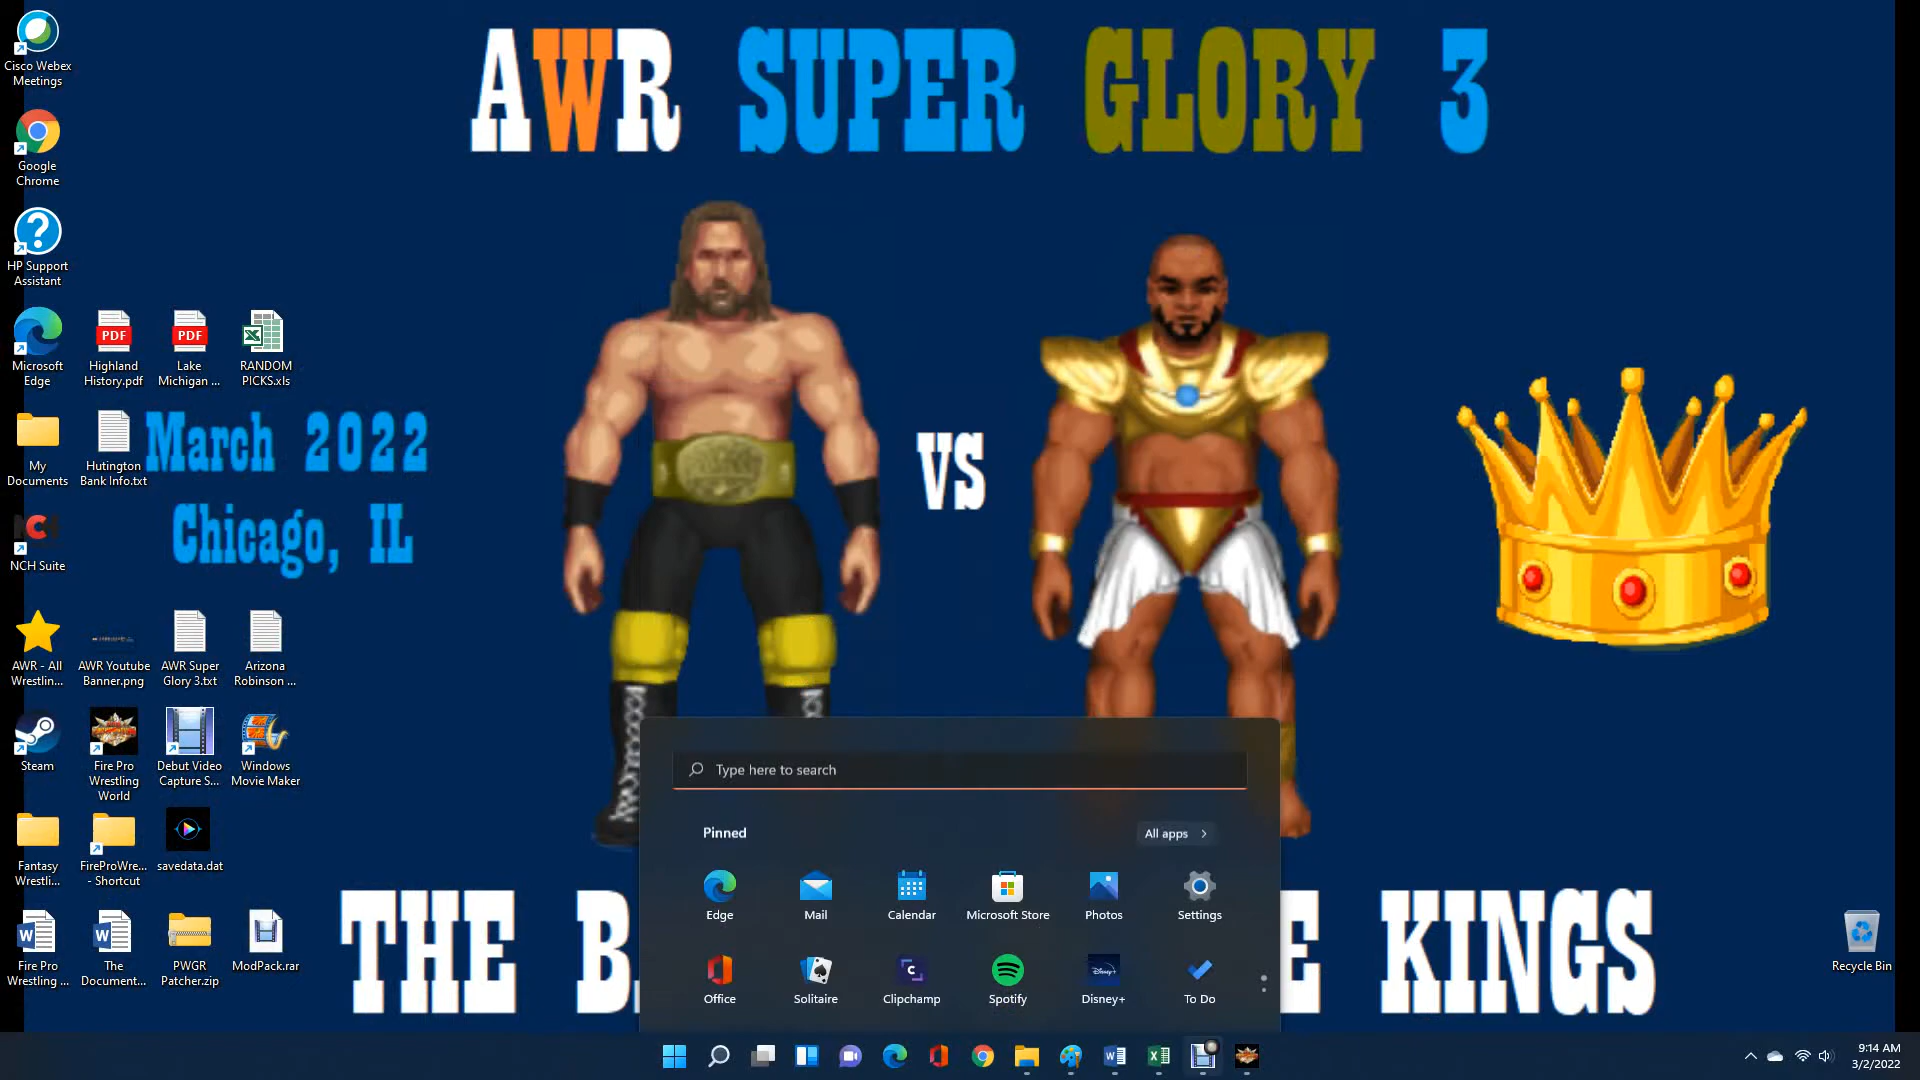 AWR SUPER GLORY 3
Cisco Webex
Meetings
Google
Chrome
HP Support
Assistant
Microsoft
Edge
PDF
Highland
History.pdf
PDF
Lake
Michigan ...
RANDOM
PICKS.xls
My
Documents
Hutington
Bank Info.txt
March 2022
Chicago, IL
VS
NCH Suite
AWR - All
Wrestlin...
AWR Youtube
Banner.png
AWR Super
Glory 3.txt
Arizona
Robinson ...
Steam
Fire Pro
Wrestling
World
Debut Video
Capture S...
Windows
Movie Maker
Fantasy
Wrestli...
FireProWre...
- Shortcut
savedata.dat
Fire Pro
Wrestling ...
The
Document...
PWGR
Patcher.zip
ModPack.rar
THE B
E KINGS
Type here to search
Pinned
All apps
Edge
Mail
Calendar
Microsoft Store
Photos
Settings
Office
Solitaire
Clipchamp
Spotify
Disney+
To Do
Recycle Bin
9:14 AM
3/2/2022